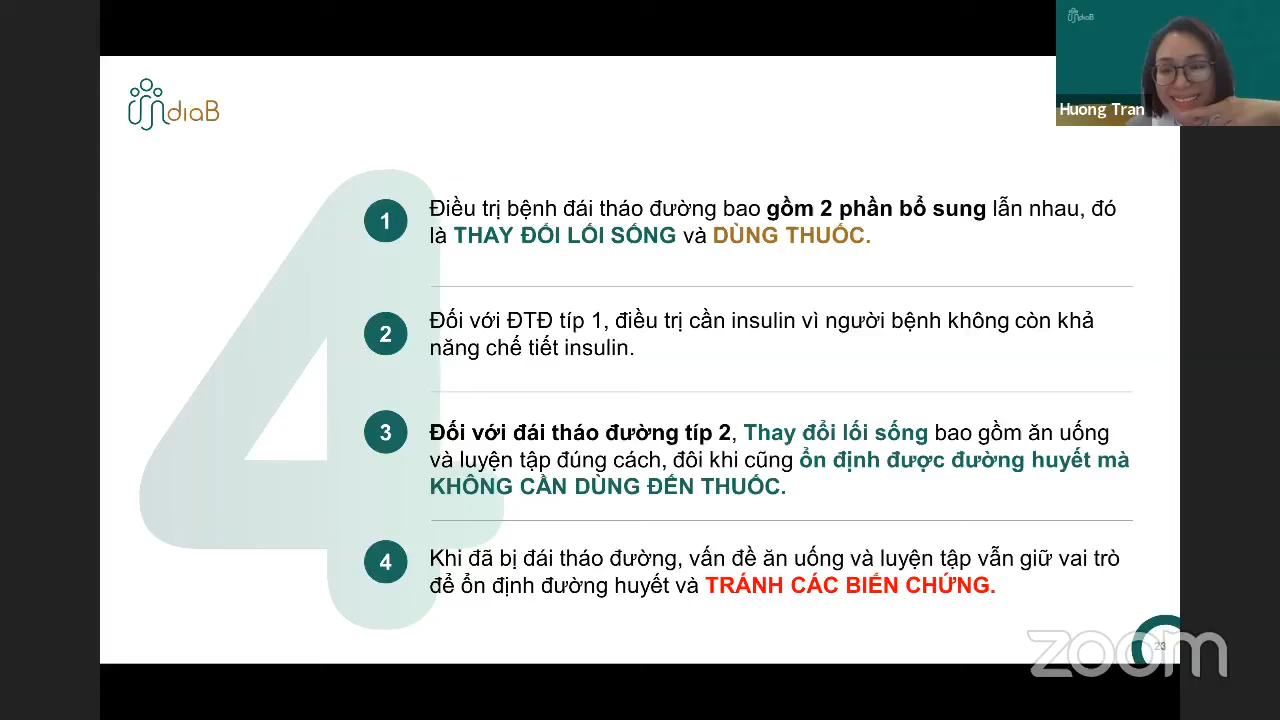 diaB
diaB
Huong Tran
4
1
Điều trị bệnh đái tháo đường bao gồm 2 phần bổ sung lẫn nhau, đó
là THAY ĐỔI LỐI SỐNG và DÙNG THUỐC.
2
Đối với ĐTĐ típ 1, điều trị cần insulin vì người bệnh không còn khả
năng chế tiết insulin.
3
Đối với đái tháo đường típ 2, Thay đổi lối sống bao gồm ăn uống
và luyện tập đúng cách, đôi khi cũng ổn định được đường huyết mà
KHÔNG CẦN DÙNG ĐẾN THUỐC.
4
Khi đã bị đái tháo đường, vấn đề ăn uống và luyện tập vẫn giữ vai trò
để ổn định đường huyết và TRÁNH CÁC BIẾN CHỨNG.
23
zoom